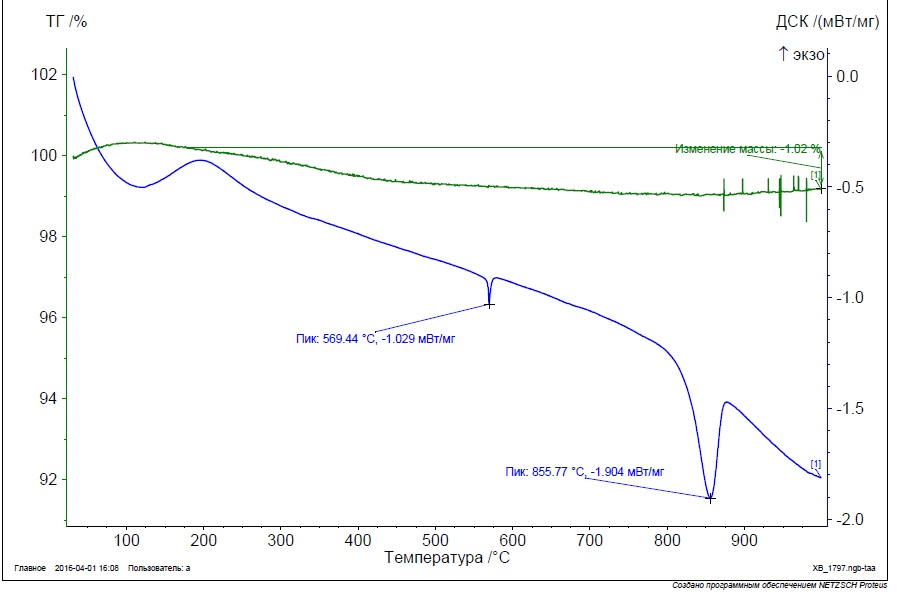 ТГ /%
ДСК /(мВт/мг)
↑ экзо
102
100
98
96
94
92
0.0
-0.5
-1.0
-1.5
-2.0
Изменение массы: -1.02 %
[1]
Пик: 569.44 °C, -1.029 мВт/мг
Пик: 855.77 °C, -1.904 мВт/мг
[1]
100 200 300 400 500 600 700 800 900
Температура /°C
Главное 2016-04-01 16:08 Пользователь: a
XB_1797.ngb-taa
Создано программным обеспечением NETZSCH Proteus